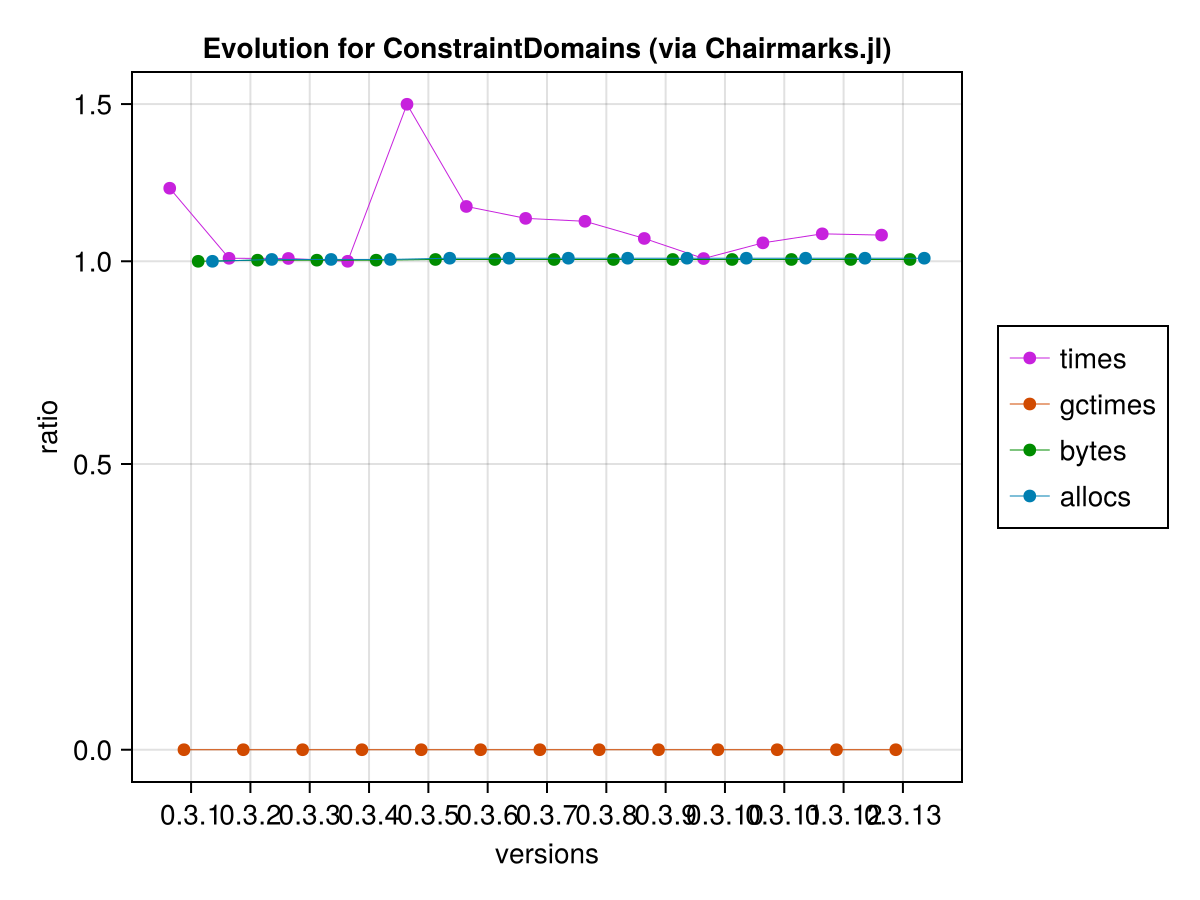 Evolution for ConstraintDomains (via Chairmarks.jl)
1.5
1.0
0.5
0.0
ratio
0.3.1 0.3.2 0.3.3 0.3.4 0.3.5 0.3.6 0.3.7 0.3.8 0.3.9 0.3.10 0.3.11 0.3.12 0.3.13
versions
times
gctimes
bytes
allocs